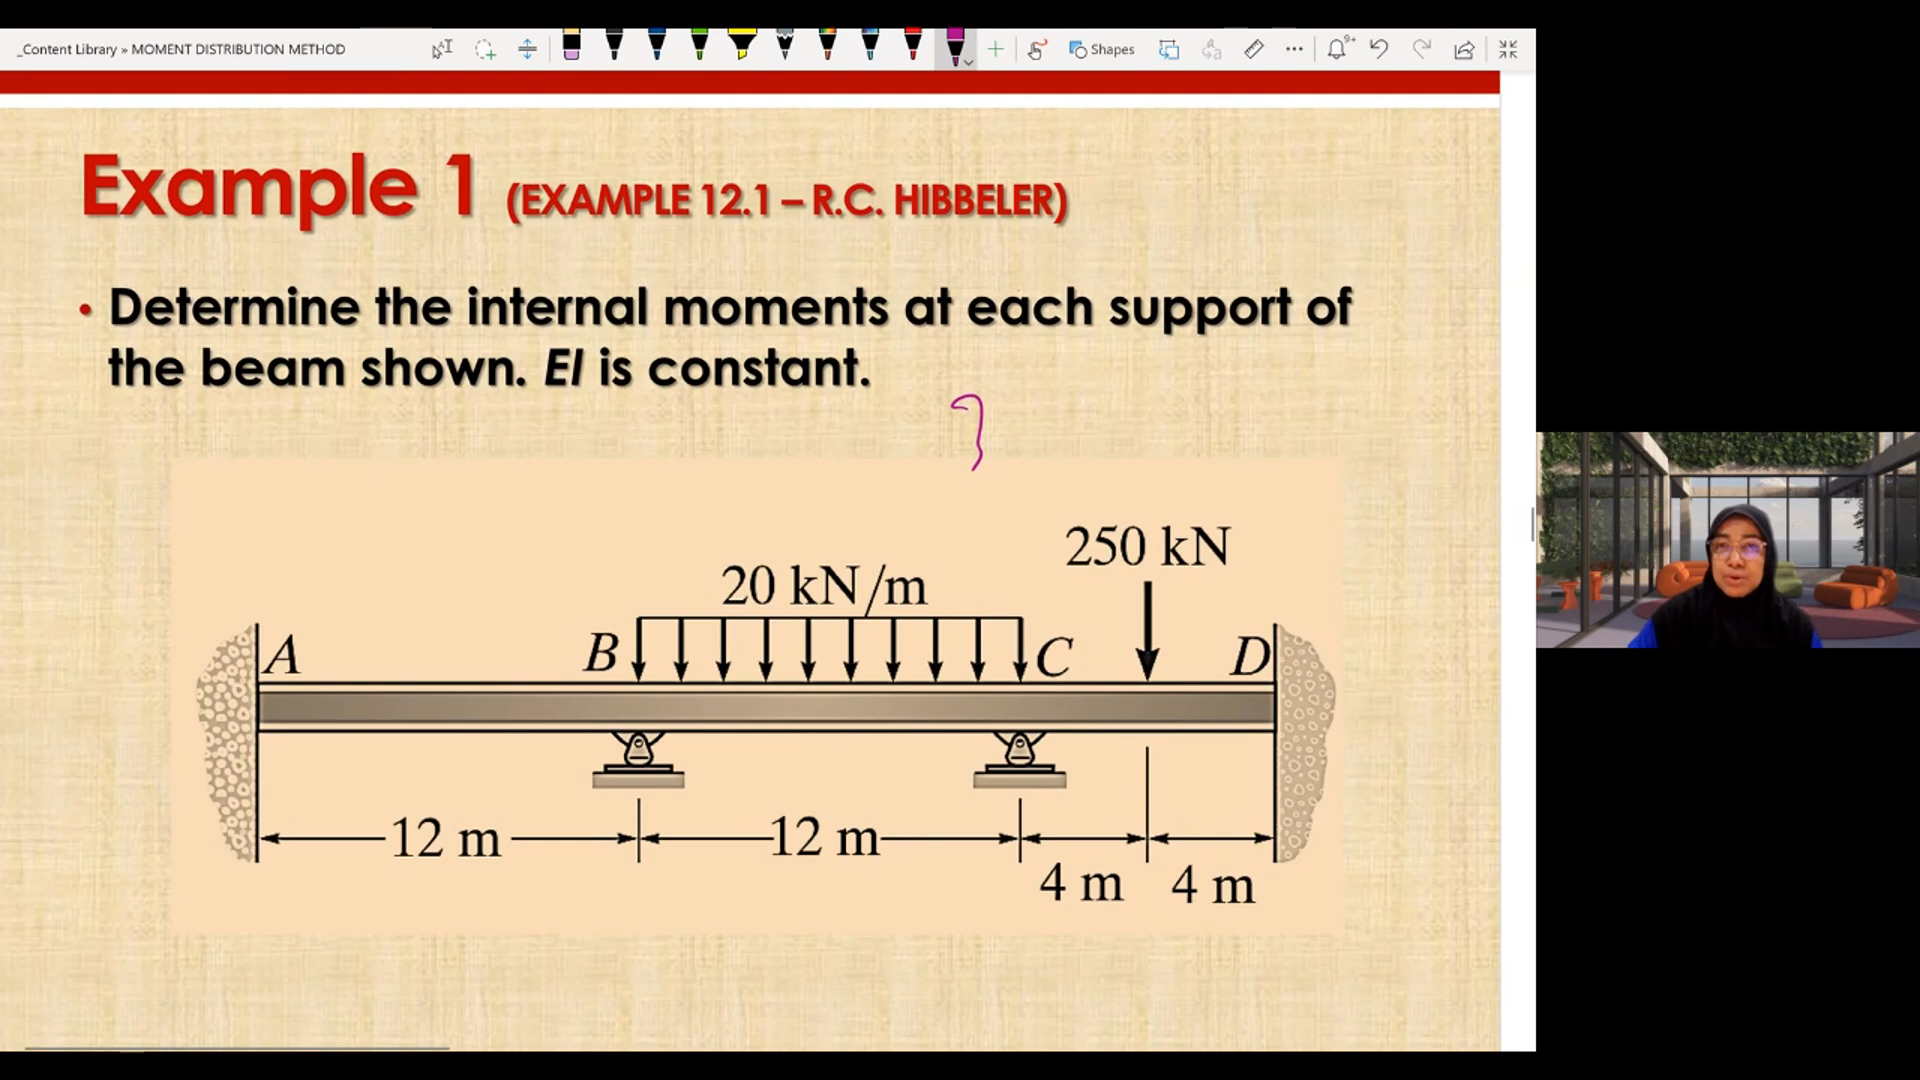 _Content Library » MOMENT DISTRIBUTION METHOD
Shapes
9+
Example 1 (EXAMPLE 12.1 – R.C. HIBBELER)
• Determine the internal moments at each support of
the beam shown. EI is constant.
250 kN
20 kN/m
A B C D
12 m 12 m
4 m 4 m